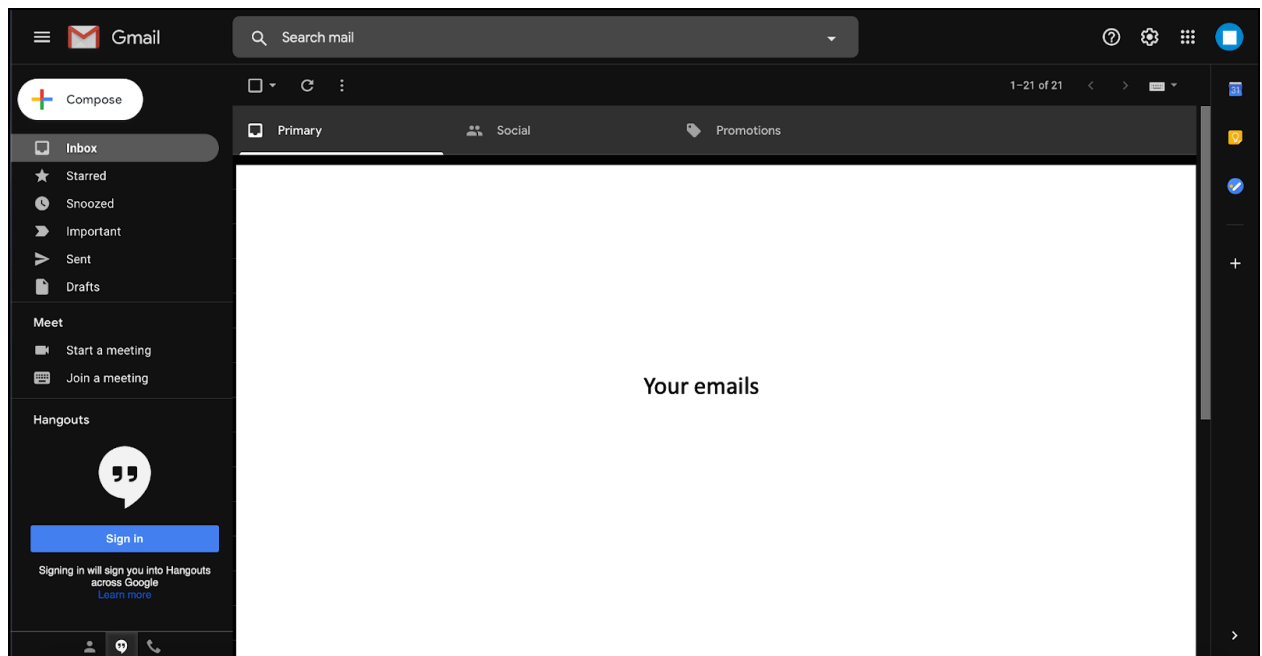 Gmail
Search mail
Compose
1–21 of 21
31
Primary
Social
Promotions
Inbox
Starred
Snoozed
Important
Sent
Drafts
Meet
Start a meeting
Join a meeting
Hangouts
Sign in
Signing in will sign you into Hangouts
across Google
Learn more
Your emails